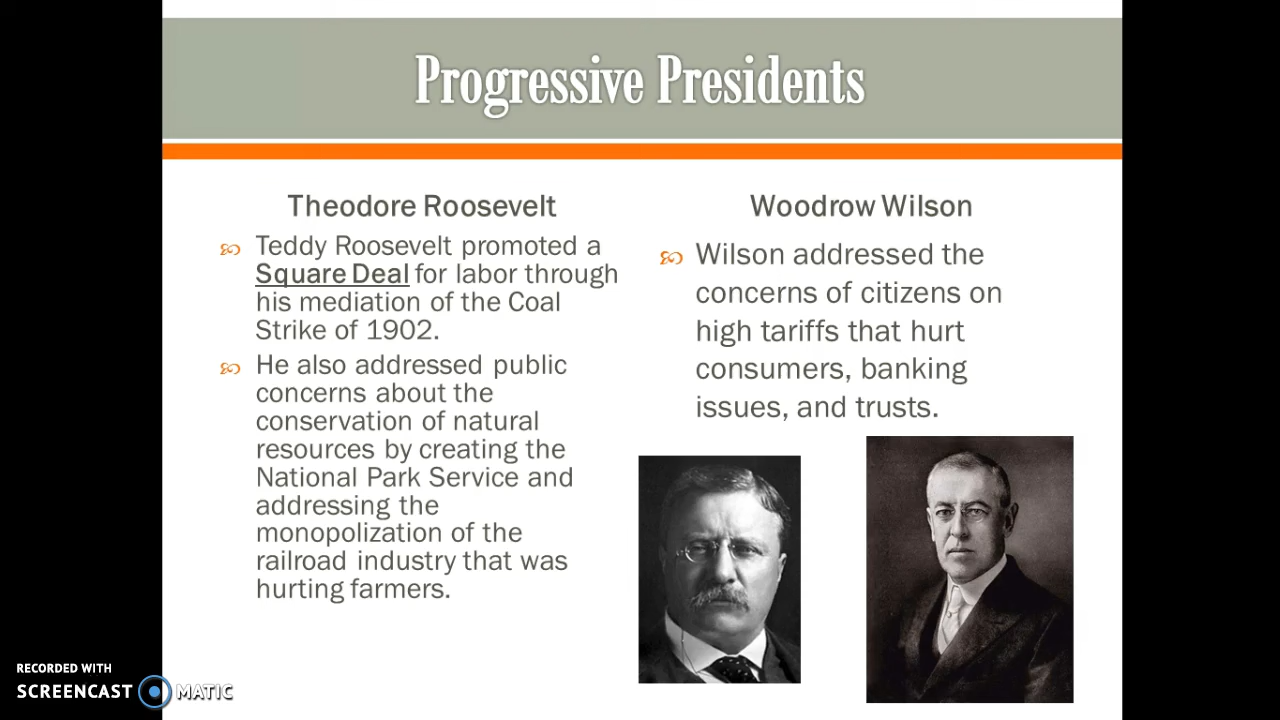 Progressive Presidents
Theodore Roosevelt
Teddy Roosevelt promoted a
Square Deal for labor through
his mediation of the Coal
Strike of 1902.
He also addressed public
concerns about the
conservation of natural
resources by creating the
National Park Service and
addressing the
monopolization of the
railroad industry that was
hurting farmers.
Woodrow Wilson
Wilson addressed the
concerns of citizens on
high tariffs that hurt
consumers, banking
issues, and trusts.
RECORDED WITH
SCREENCAST MATIC